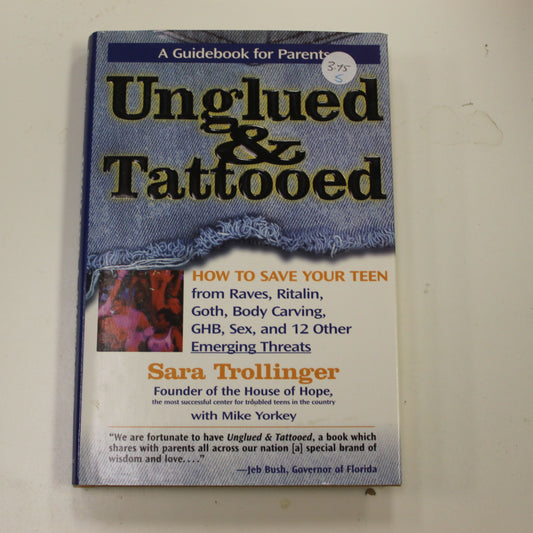 A Guidebook for Parents
3.75
S
Unglued
&
Tattooed
HOW TO SAVE YOUR TEEN
from Raves, Ritalin,
Goth, Body Carving,
GHB, Sex, and 12 Other
Emerging Threats
Sara Trollinger
Founder of the House of Hope,
the most successful center for troubled teens in the country
with Mike Yorkey
"We are fortunate to have Unglued & Tattooed, a book which
shares with parents all across our nation [a] special brand of
wisdom and love. . . ."
—Jeb Bush, Governor of Florida